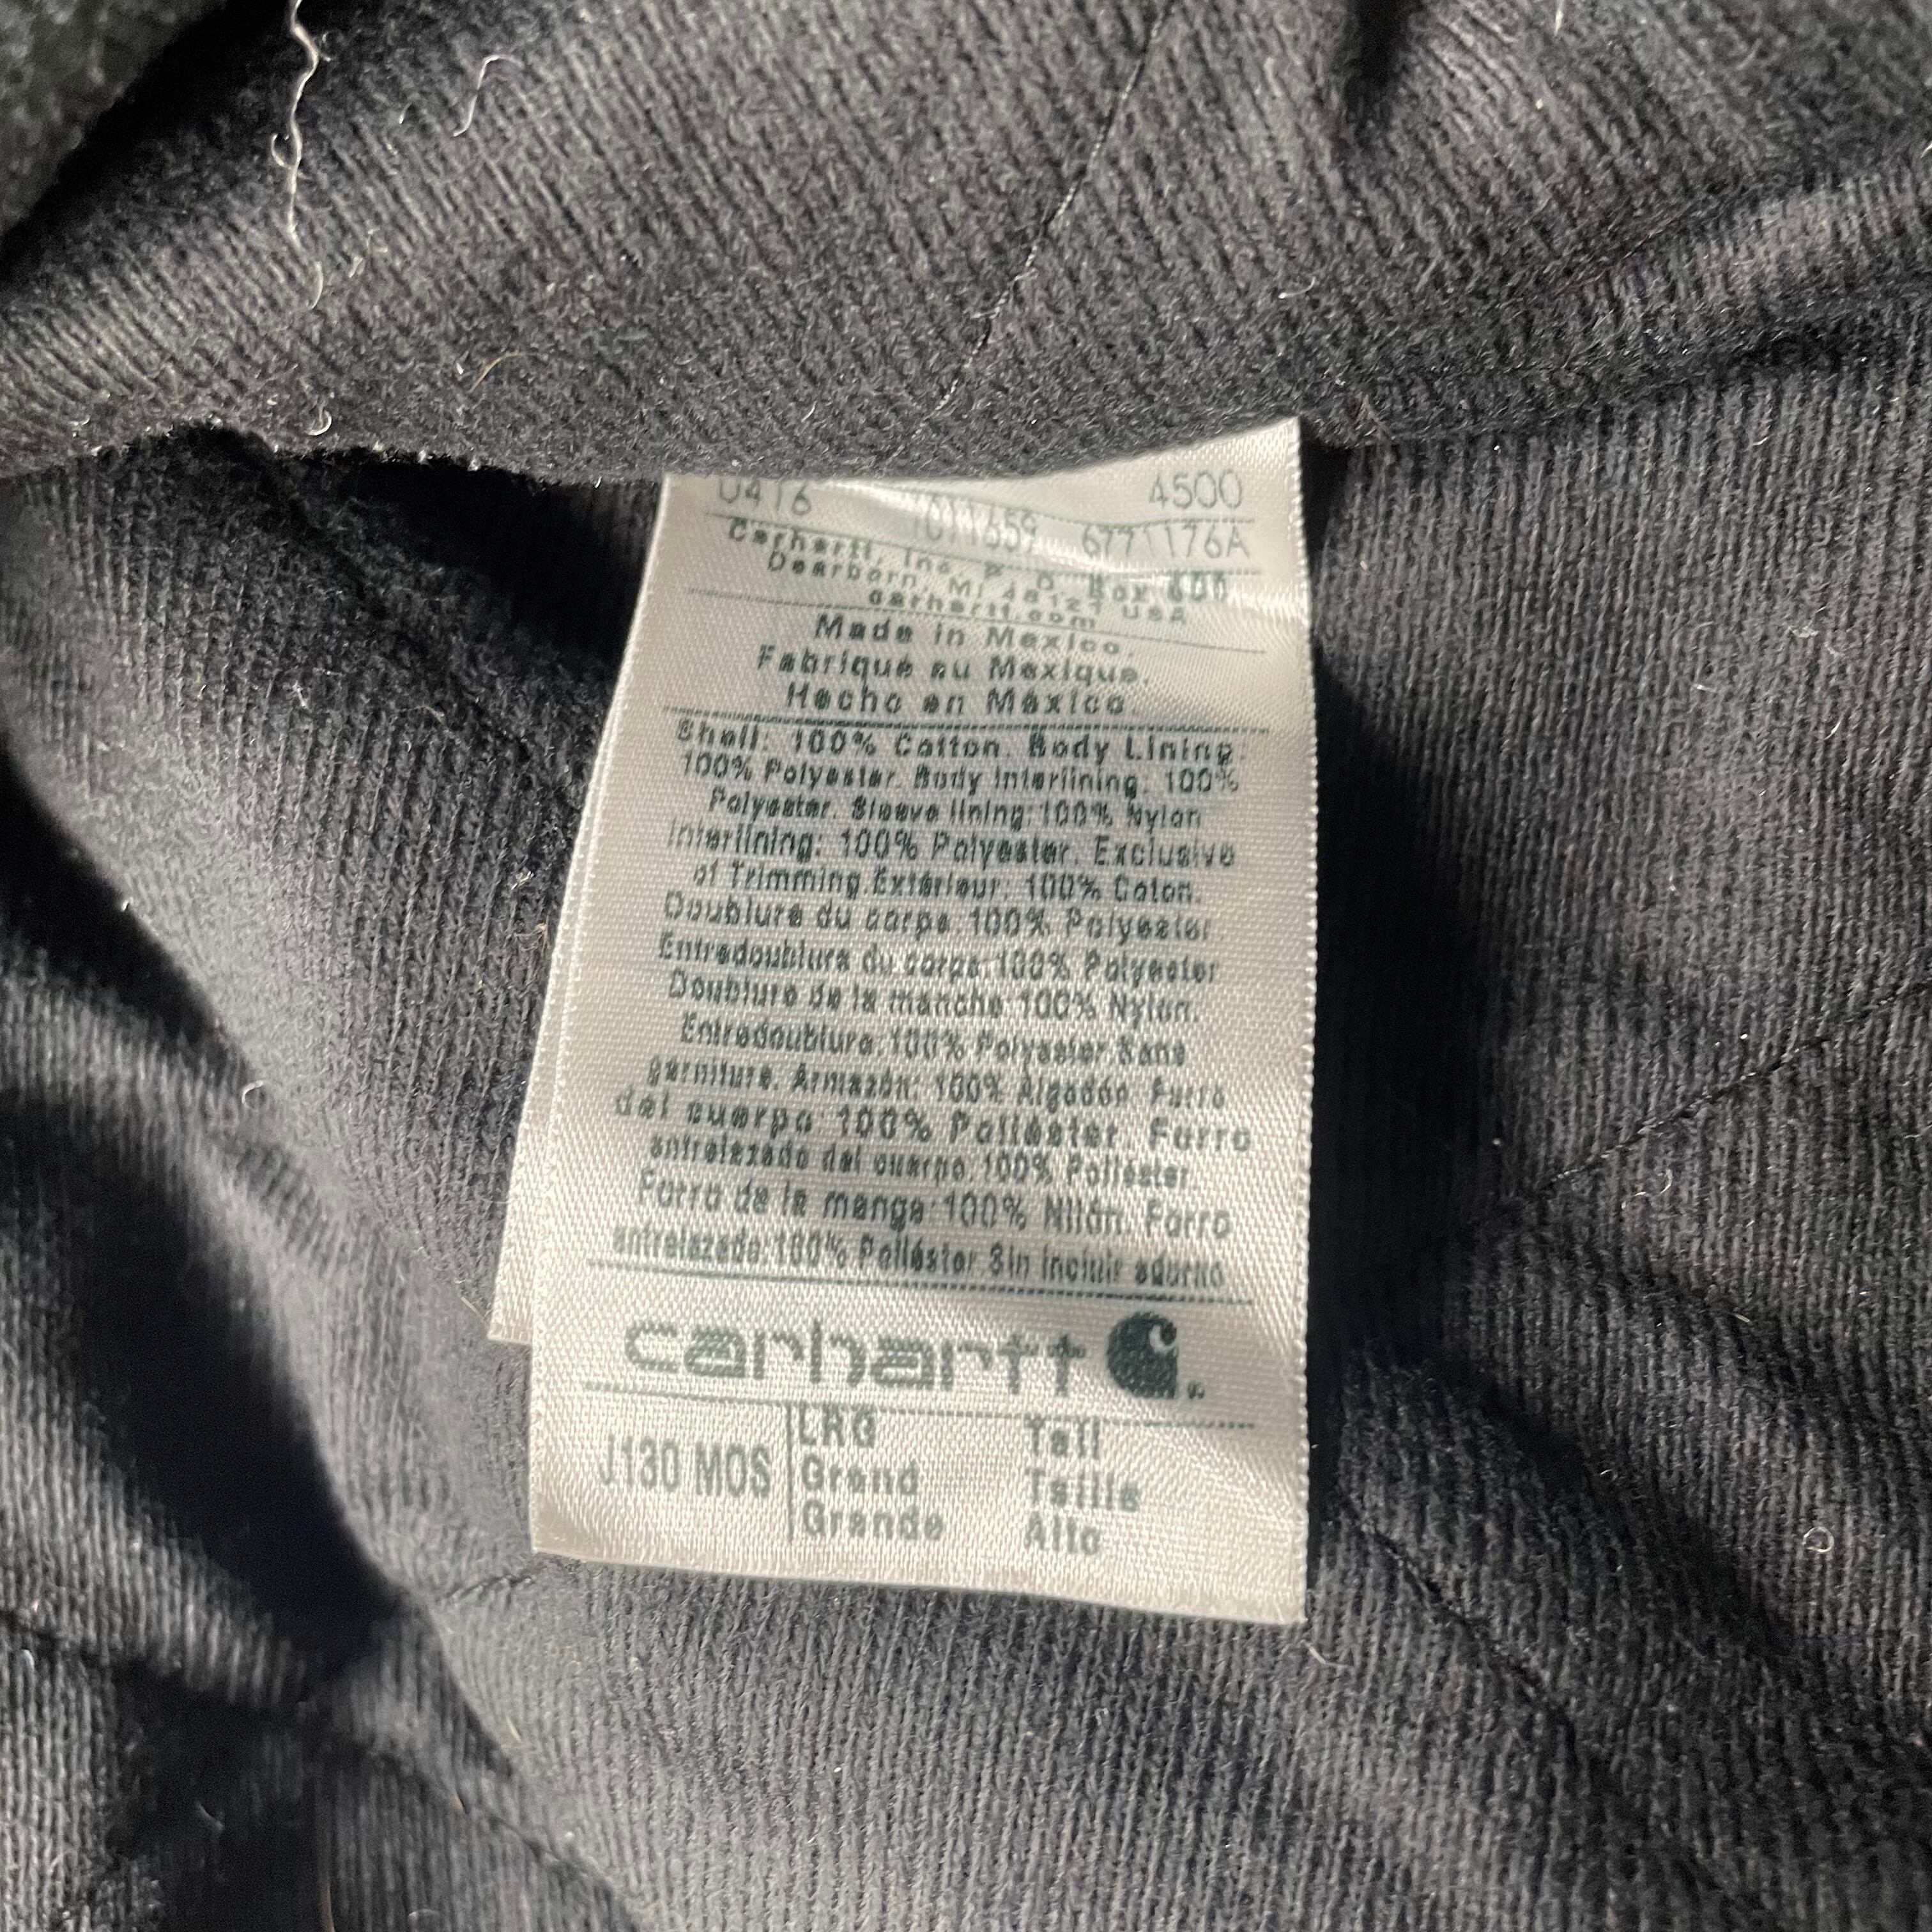 0416 1011659 4500
6771176A
Carhartt, Inc. P. O. Box 600
Dearborn, MI 48121 USA
carhartt.com
Made in Mexico.
Fabriqué au Mexique.
Hecho en México
Shell: 100% Cotton. Body Lining:
100% Polyester. Body Interlining: 100%
Polyester. Sleeve lining: 100% Nylon
Interlining: 100% Polyester. Exclusive
of Trimming. Extérieur: 100% Coton.
Doublure du corps: 100% Polyester.
Entredoublure du corps: 100% Polyester
Doublure de la manche: 100% Nylon.
Entredoublure: 100% Polyester. Sans
garniture. Armazón: 100% Algodón. Forro
del cuerpo: 100% Poliéster. Forro
entrelazado del cuerpo: 100% Poliéster.
Forro de la manga: 100% Nilón. Forro
entrelazado: 100% Poliéster Sin incluir adorno
carhartt
J130 MOS
LRG Tall
Grand Taille
Grande Alto